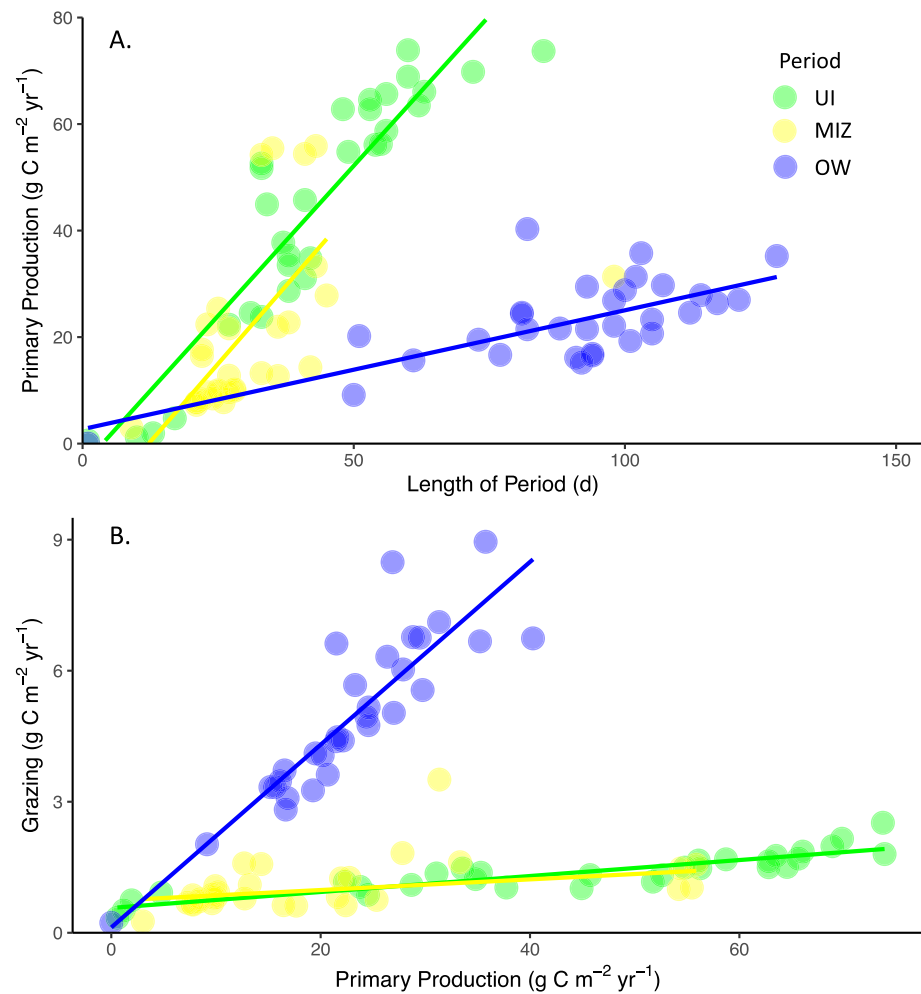 A.
Period
UI
MIZ
OW
80
60
40
20
0
Primary Production (g C m⁻² yr⁻¹)
0 50 100 150
Length of Period (d)
B.
9
6
3
0
Grazing (g C m⁻² yr⁻¹)
0 20 40 60
Primary Production (g C m⁻² yr⁻¹)